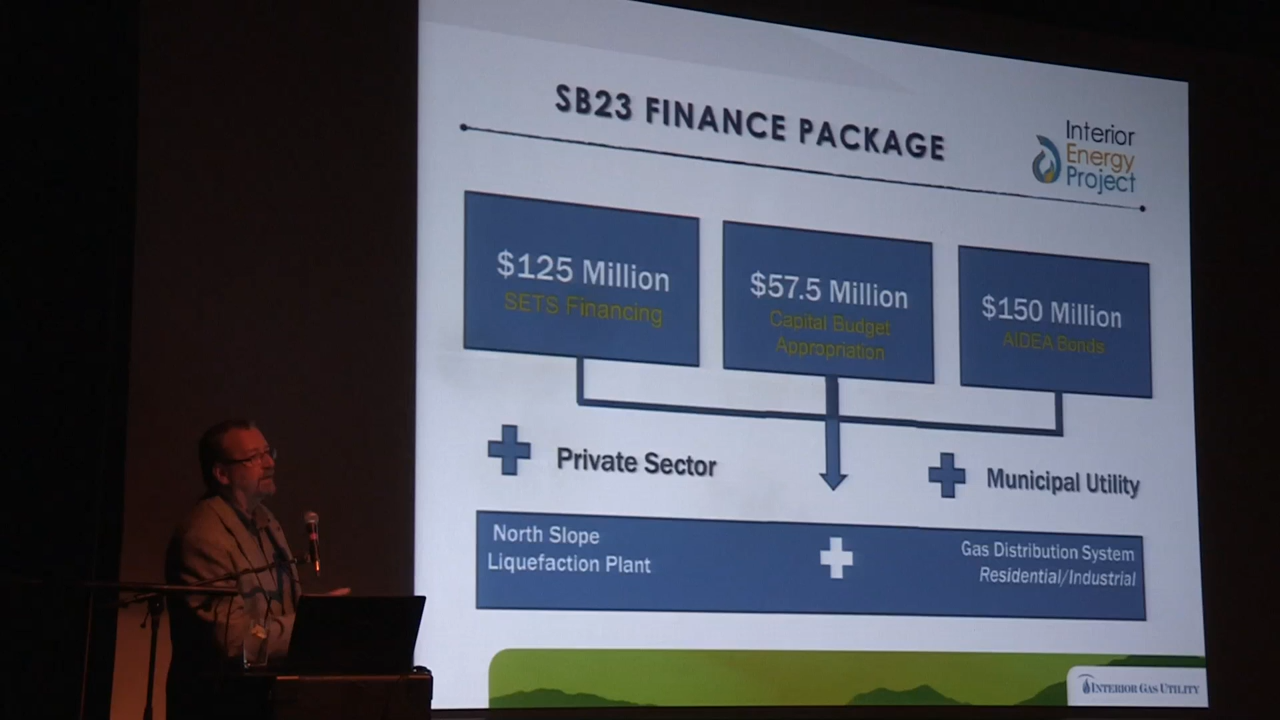 SB23 FINANCE PACKAGE
Interior
Energy
Project
$125 Million
SETS Financing
$57.5 Million
Capital Budget
Appropriation
$150 Million
AIDEA Bonds
Private Sector
Municipal Utility
North Slope
Liquefaction Plant
Gas Distribution System
Residential/Industrial
INTERIOR GAS UTILITY